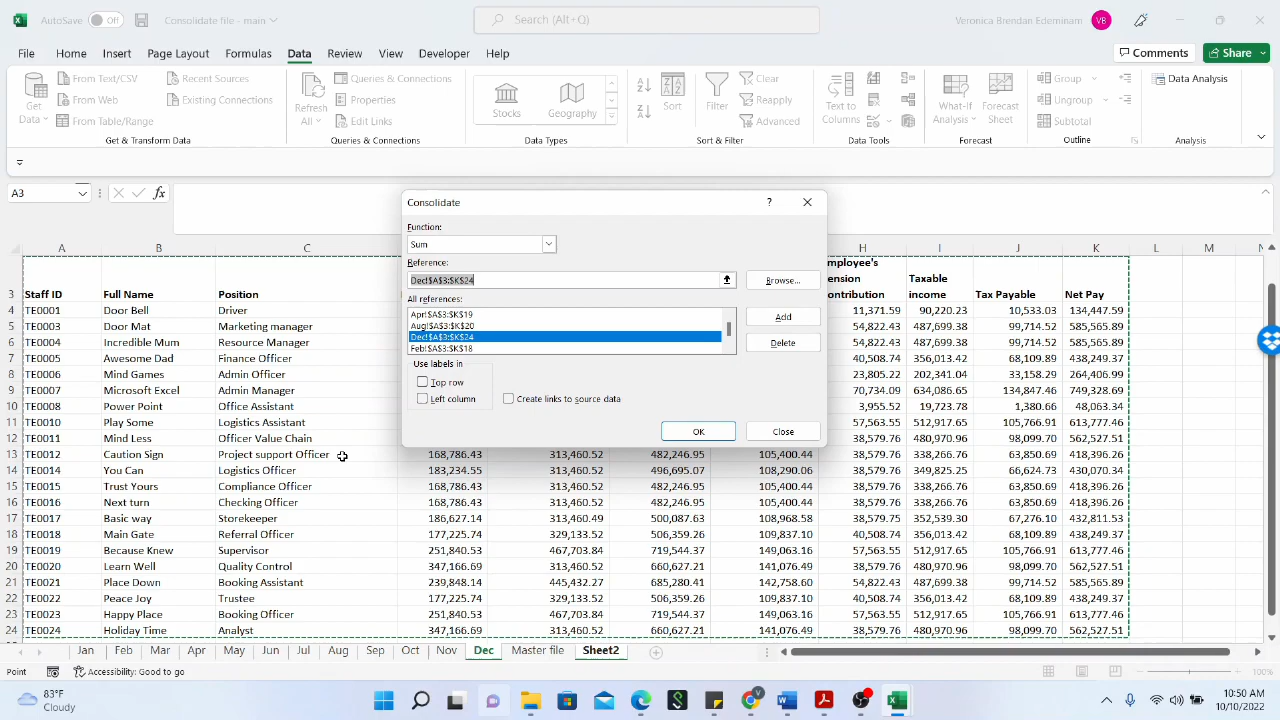 AutoSave Off Consolidate file - main Search (Alt+Q) Veronica Brendan Edeminam VB
File Home Insert Page Layout Formulas Data Review View Developer Help Comments Share
From Text/CSV Recent Sources Queries & Connections Clear Group Data Analysis
From Web Existing Connections Properties Reapply Ungroup
From Table/Range Edit Links Advanced Subtotal
Get Data Refresh All Stocks Geography Sort Filter Text to Columns What-If Analysis Forecast Sheet
Get & Transform Data Queries & Connections Data Types Sort & Filter Data Tools Forecast Outline Analysis
A3 fx
Consolidate ?
Function:
Sum
Reference:
Dec!$A$3:$K$24 Browse...
All references:
Apr!$A$3:$K$19 Add
Aug!$A$3:$K$20
Dec!$A$3:$K$24 Delete
Feb!$A$3:$K$18
Use labels in
Top row
Left column Create links to source data
OK Close
A B C H I J K L M
3 Staff ID Full Name Position mployee's ension ontribution Taxable income Tax Payable Net Pay
4 TE0001 Door Bell Driver 11,371.59 90,220.23 10,533.03 134,447.59
5 TE0003 Door Mat Marketing manager 54,822.43 487,699.38 99,714.52 585,565.90
6 TE0004 Incredible Mum Resource Manager 38,579.76 480,970.96 98,099.70 562,527.51
7 TE0005 Awesome Dad Finance Officer 40,508.74 356,013.42 68,109.89 438,249.37
8 TE0006 Mind Games Admin Officer 23,805.22 202,341.04 33,158.29 264,406.99
9 TE0007 Microsoft Excel Admin Manager 70,734.09 634,086.65 134,847.46 749,328.69
10 TE0008 Power Point Office Assistant 3,955.52 19,723.78 1,380.66 48,063.34
11 TE0010 Play Some Logistics Assistant 57,563.55 512,917.65 105,766.91 613,777.46
12 TE0011 Mind Less Officer Value Chain 38,579.76 480,970.96 98,099.70 562,527.51
13 TE0012 Caution Sign Project support Officer 168,786.43 313,460.52 482,246.95 105,400.44 38,579.76 338,266.76 63,850.69 418,396.26
14 TE0014 You Can Logistics Officer 183,234.55 313,460.52 496,695.07 108,290.06 38,579.76 349,825.25 66,624.73 430,070.34
15 TE0015 Trust Yours Compliance Officer 168,786.43 313,460.52 482,246.95 105,400.44 38,579.76 338,266.76 63,850.69 418,396.26
16 TE0016 Next turn Checking Officer 168,786.43 313,460.52 482,246.95 105,400.44 38,579.76 338,266.76 63,850.69 418,396.26
17 TE0017 Basic way Storekeeper 186,627.14 313,460.49 500,087.63 108,968.58 38,579.75 352,539.30 67,276.10 432,811.53
18 TE0018 Main Gate Referral Officer 177,225.74 329,133.52 506,359.26 109,837.10 40,508.74 356,013.42 68,109.89 438,249.37
19 TE0019 Because Knew Supervisor 251,840.53 467,703.84 719,544.37 149,063.16 57,563.55 512,917.65 105,766.91 613,777.46
20 TE0020 Learn Well Quality Control 347,166.69 313,460.52 660,627.21 141,076.49 38,579.76 480,970.96 98,099.70 562,527.51
21 TE0021 Place Down Booking Assistant 239,848.14 445,432.27 685,280.41 142,758.60 54,822.43 487,699.38 99,714.52 585,565.89
22 TE0022 Peace Joy Trustee 177,225.74 329,133.52 506,359.26 109,837.10 40,508.74 356,013.42 68,109.89 438,249.37
23 TE0023 Happy Place Booking Officer 251,840.53 467,703.84 719,544.37 149,063.16 57,563.55 512,917.65 105,766.91 613,777.46
24 TE0024 Holiday Time Analyst 347,166.69 313,460.52 660,627.21 141,076.49 38,579.76 480,970.96 98,099.70 562,527.51
Jan Feb Mar Apr May Jun Jul Aug Sep Oct Nov Dec Master file Sheet2
Point Accessibility: Good to go 100%
83°F
Cloudy
10:50 AM
10/10/2022